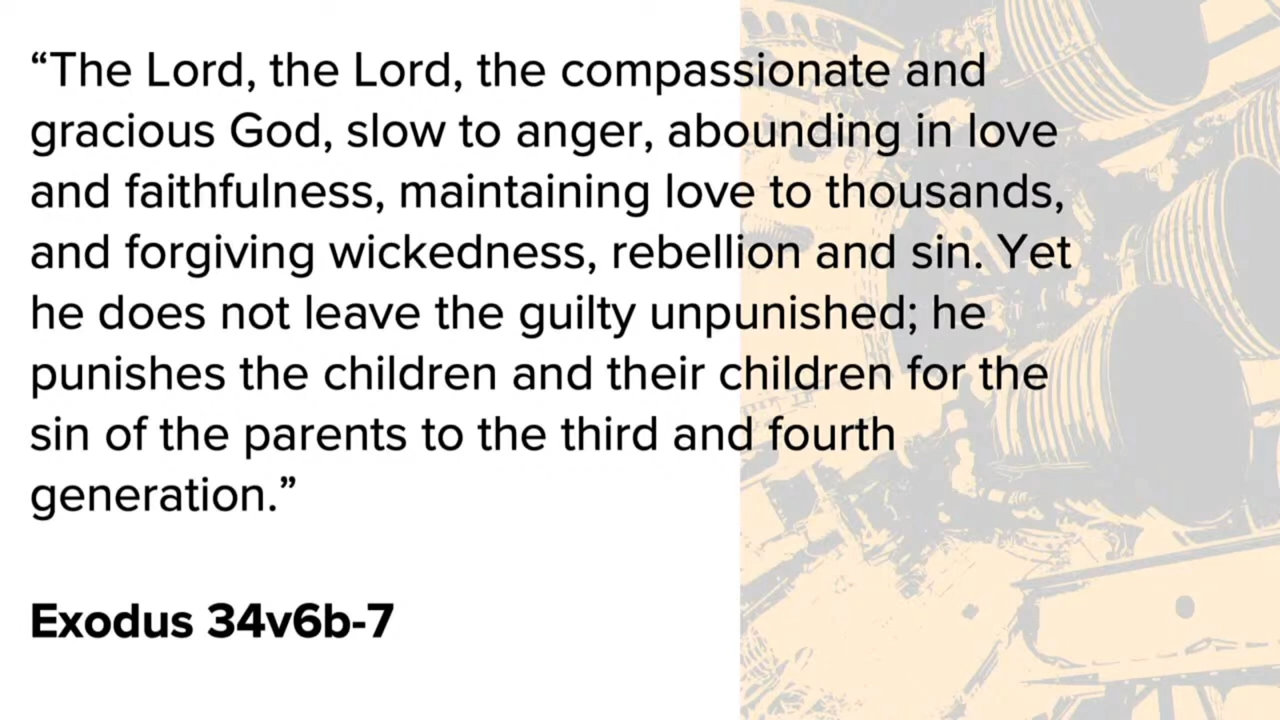 “The Lord, the Lord, the compassionate and
gracious God, slow to anger, abounding in love
and faithfulness, maintaining love to thousands,
and forgiving wickedness, rebellion and sin. Yet
he does not leave the guilty unpunished; he
punishes the children and their children for the
sin of the parents to the third and fourth
generation.”
Exodus 34v6b-7